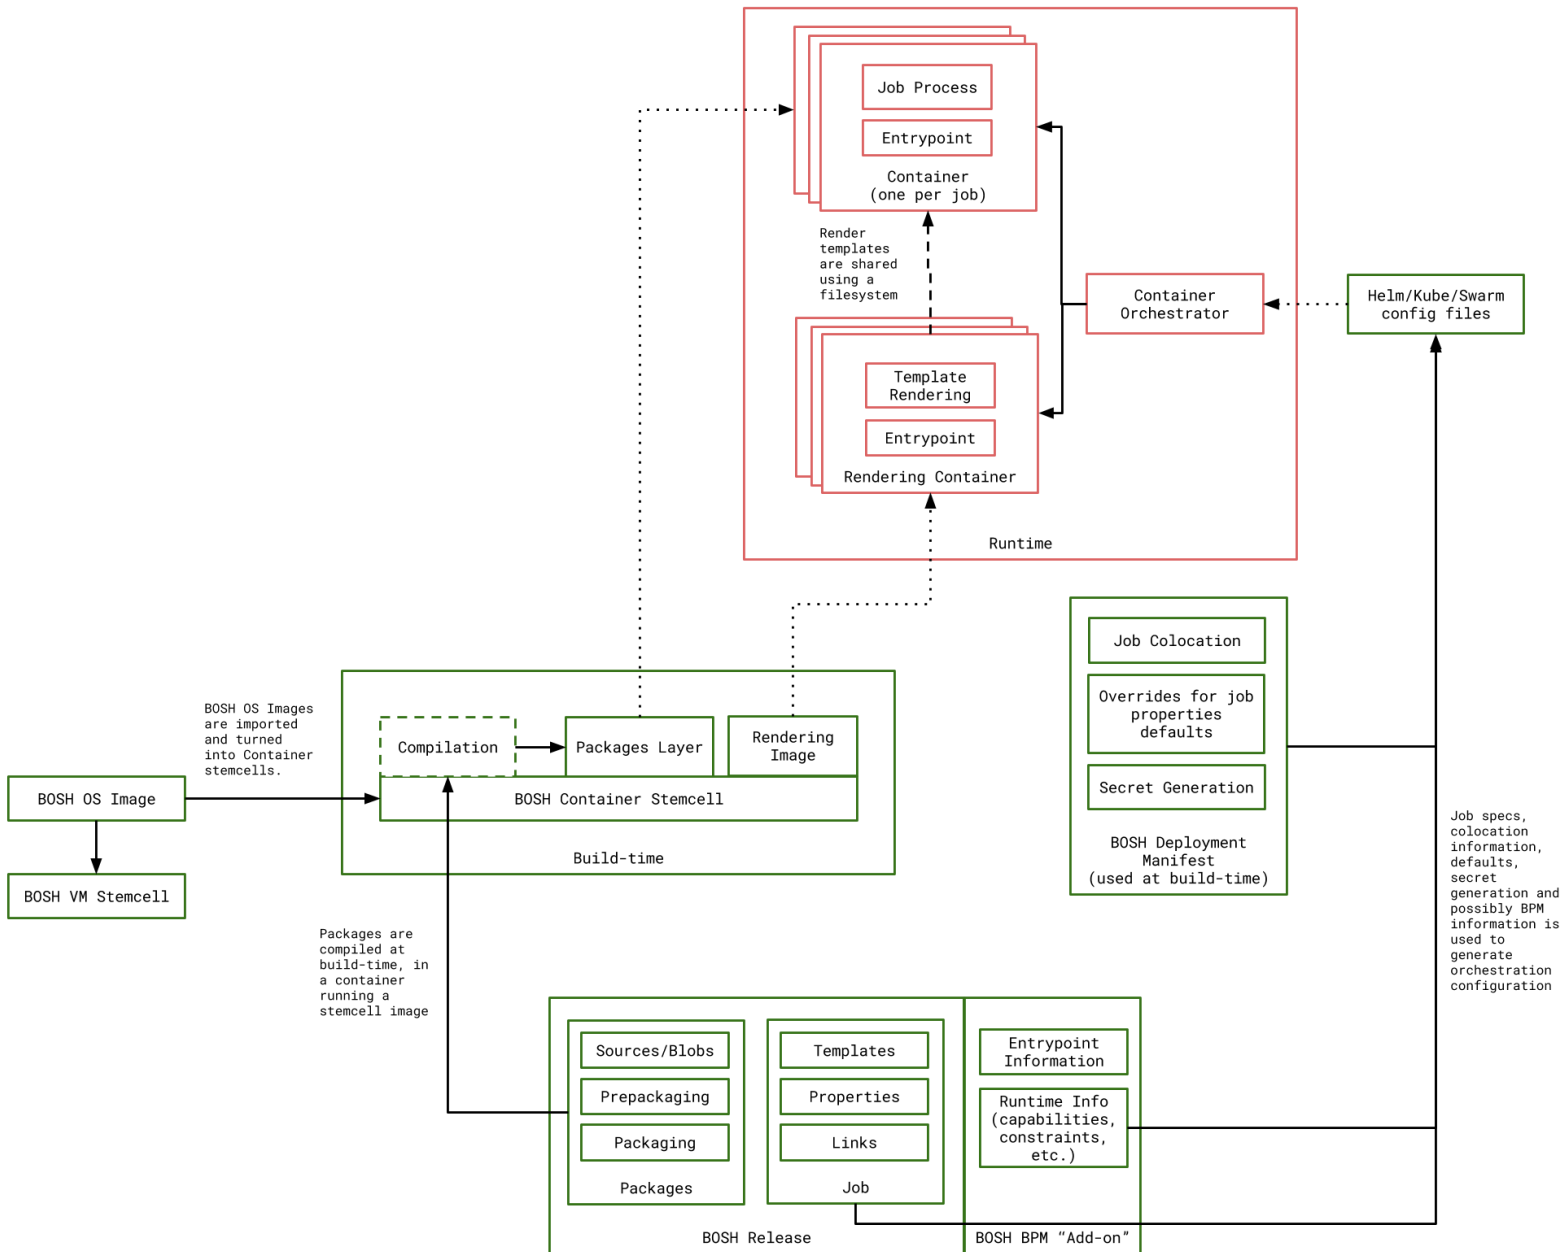 Job Process
Entrypoint
Container
(one per job)
Render
templates
are shared
using a
filesystem
Container
Orchestrator
Helm/Kube/Swarm
config files
Template
Rendering
Entrypoint
Rendering Container
Runtime
Job Colocation
Overrides for job
properties
defaults
Secret Generation
BOSH Deployment
Manifest
(used at build-time)
BOSH OS Images
are imported
and turned
into Container
stemcells.
Compilation
Packages Layer
Rendering
Image
BOSH OS Image
BOSH Container Stemcell
Build-time
BOSH VM Stemcell
Job specs,
colocation
information,
defaults,
secret
generation and
possibly BPM
information is
used to
generate
orchestration
configuration
Packages are
compiled at
build-time, in
a container
running a
stemcell image
Sources/Blobs
Prepackaging
Packaging
Packages
Templates
Properties
Links
Job
BOSH Release
Entrypoint
Information
Runtime Info
(capabilities,
constraints,
etc.)
BOSH BPM “Add-on”